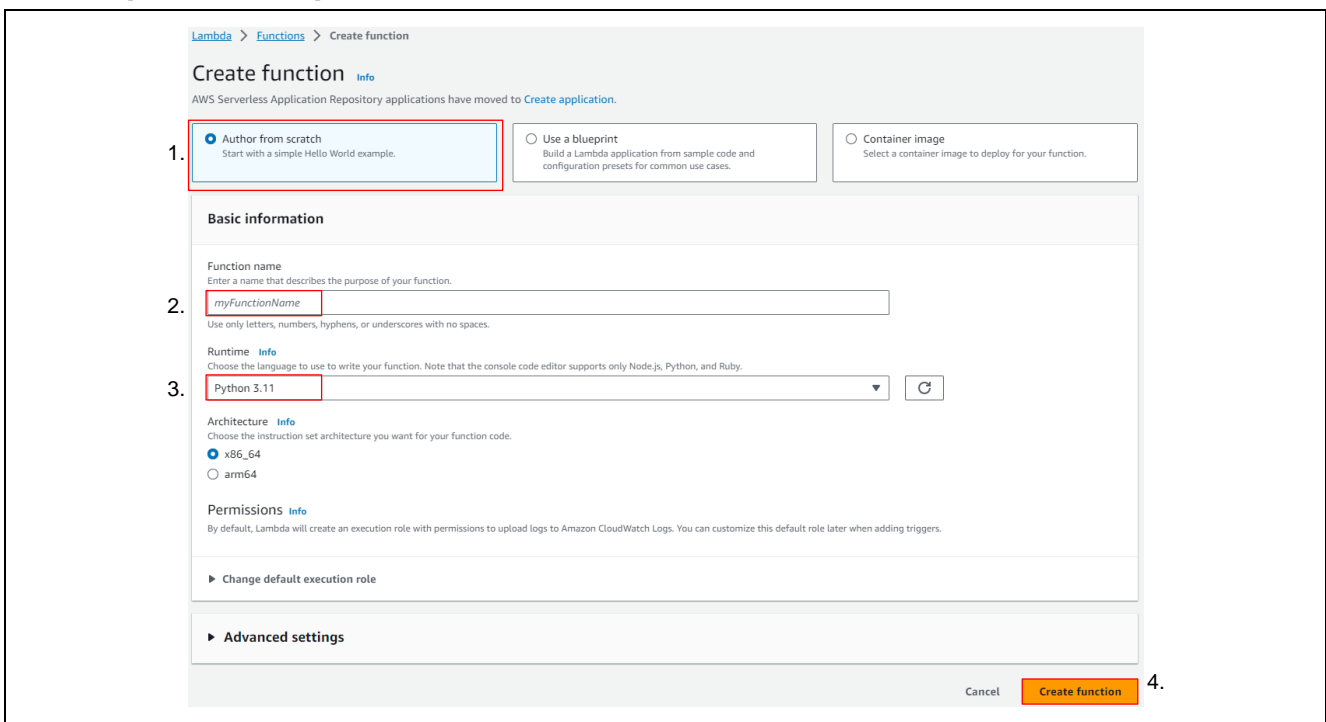 Lambda > Functions > Create function
Create function Info
AWS Serverless Application Repository applications have moved to Create application.
1.
Author from scratch
Start with a simple Hello World example.
Use a blueprint
Build a Lambda application from sample code and
configuration presets for common use cases.
Container image
Select a container image to deploy for your function.
Basic information
Function name
Enter a name that describes the purpose of your function.
2.
myFunctionName
Use only letters, numbers, hyphens, or underscores with no spaces.
Runtime Info
Choose the language to use to write your function. Note that the console code editor supports only Node.js, Python, and Ruby.
3.
Python 3.11
Architecture Info
Choose the instruction set architecture you want for your function code.
x86_64
arm64
Permissions Info
By default, Lambda will create an execution role with permissions to upload logs to Amazon CloudWatch Logs. You can customize this default role later when adding triggers.
Change default execution role
Advanced settings
Cancel
Create function
4.